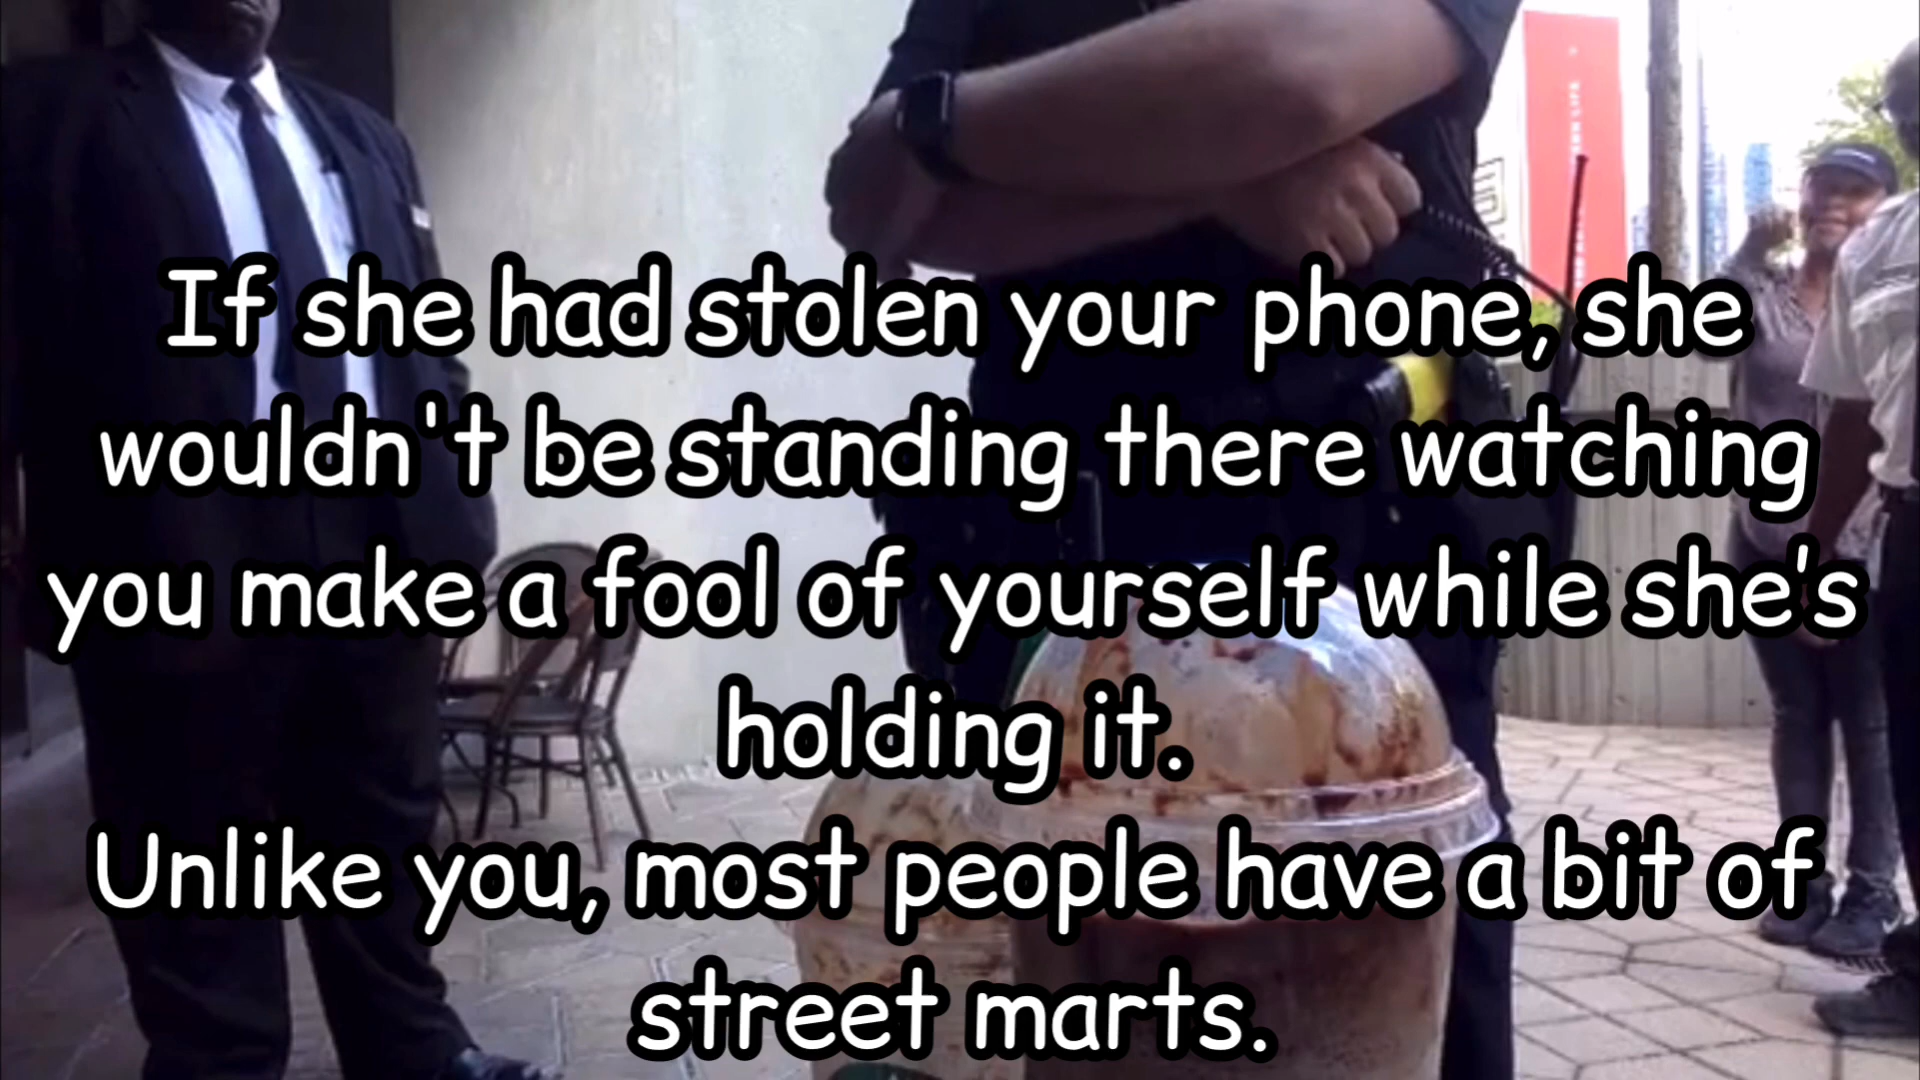 If she had stolen your phone, she
wouldn't be standing there watching
you make a fool of yourself while she's
holding it.
Unlike you, most people have a bit of
street marts.